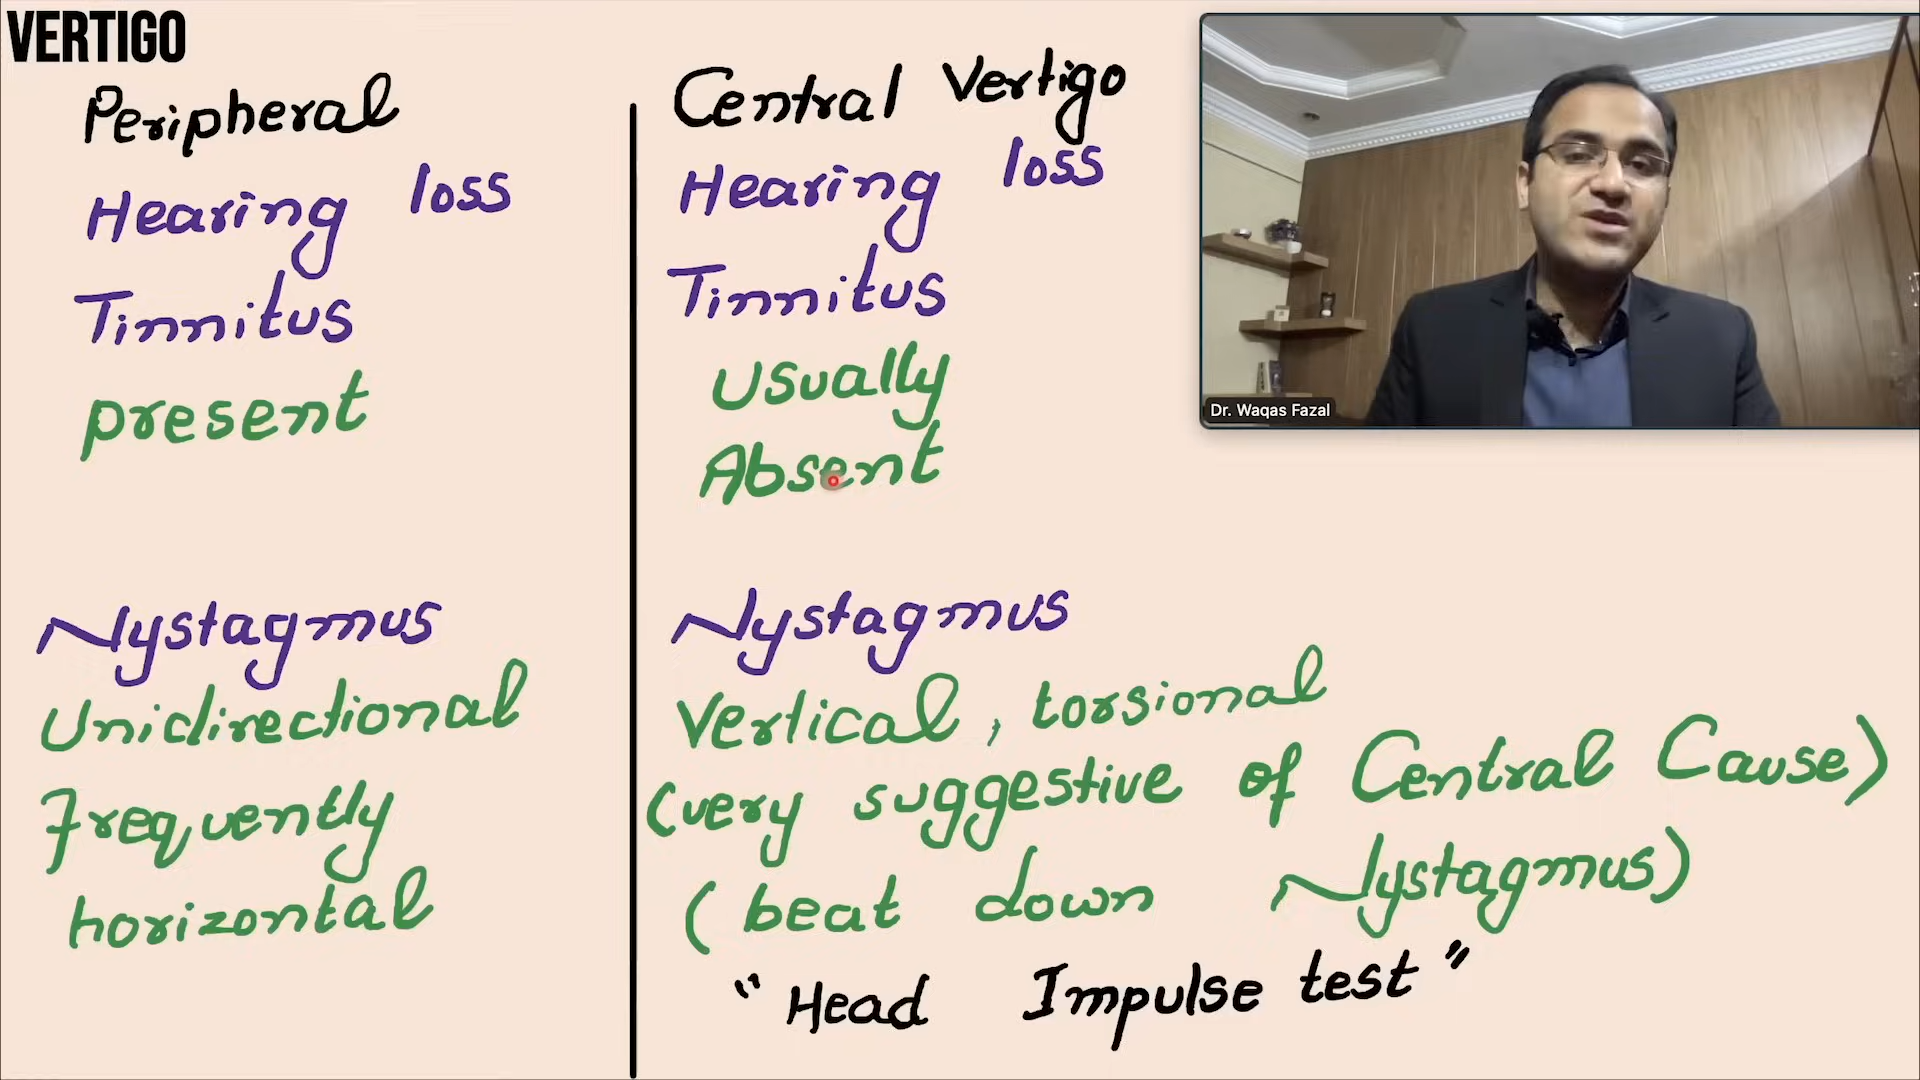 VERTIGO
Peripheral
Hearing loss
Tinnitus
present
Nystagmus
Unidirectional
Frequently
horizontal
Central Vertigo
Hearing loss
Tinnitus
Usually
Absent
Nystagmus
Vertical, torsional
(very suggestive of Central Cause)
(beat down Nystagmus)
"Head Impulse test"
Dr. Waqas Fazal